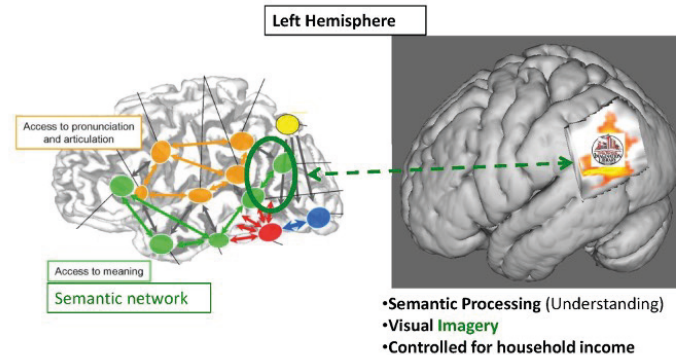 Left Hemisphere
Access to pronunciation
and articulation
Access to meaning
Semantic network
•Semantic Processing (Understanding)
•Visual Imagery
•Controlled for household income